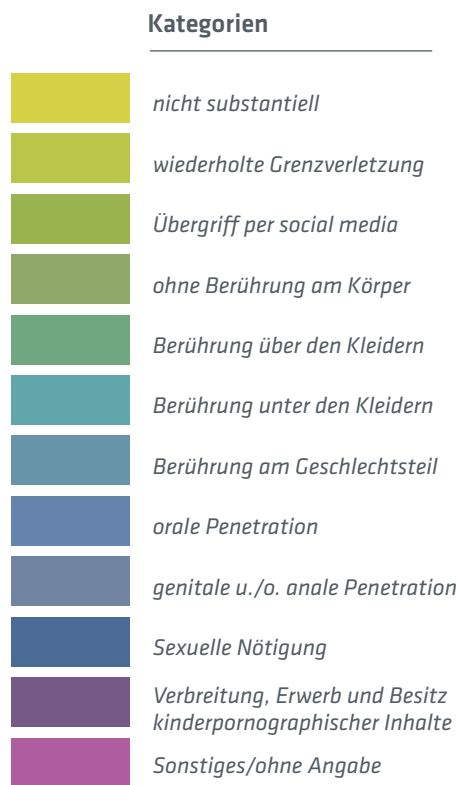 Kategorien
nicht substantiell
wiederholte Grenzverletzung
Übergriff per social media
ohne Berührung am Körper
Berührung über den Kleidern
Berührung unter den Kleidern
Berührung am Geschlechtsteil
orale Penetration
genitale u./o. anale Penetration
Sexuelle Nötigung
Verbreitung, Erwerb und Besitz
kinderpornographischer Inhalte
Sonstiges/ohne Angabe